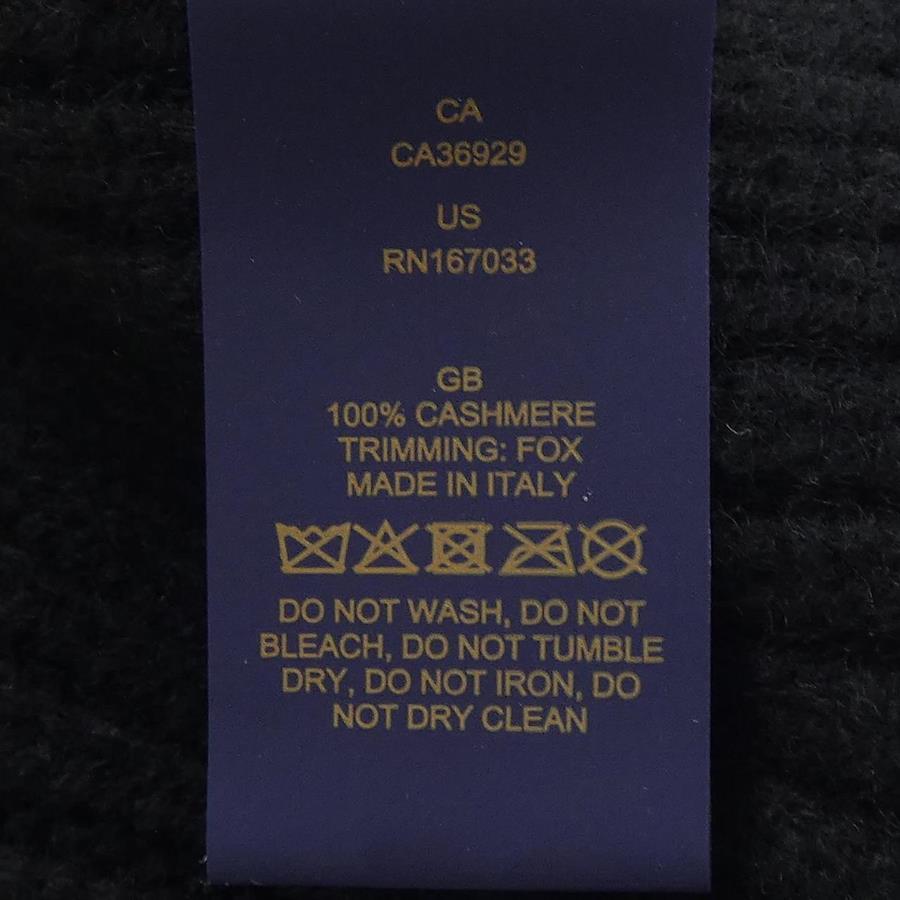 CA
CA36929
US
RN167033
GB
100% CASHMERE
TRIMMING: FOX
MADE IN ITALY
DO NOT WASH, DO NOT
BLEACH, DO NOT TUMBLE
DRY, DO NOT IRON, DO
NOT DRY CLEAN